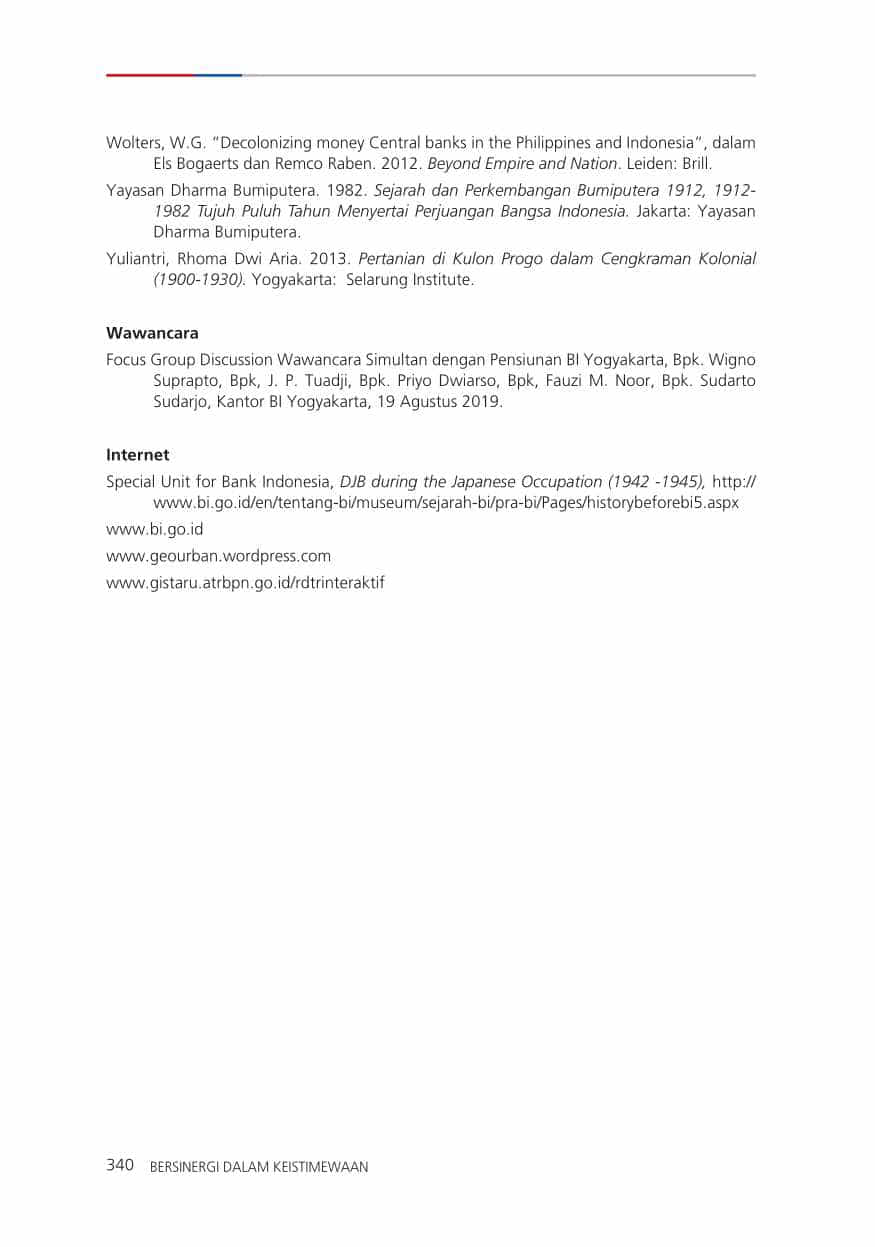 Wolters, W.G. “Decolonizing money Central banks in the Philippines and Indonesia”, dalam
Els Bogaerts dan Remco Raben. 2012. Beyond Empire and Nation. Leiden: Brill.
Yayasan Dharma Bumiputera. 1982. Sejarah dan Perkembangan Bumiputera 1912, 1912-
1982 Tujuh Puluh Tahun Menyertai Perjuangan Bangsa Indonesia. Jakarta: Yayasan
Dharma Bumiputera.
Yuliantri, Rhoma Dwi Aria. 2013. Pertanian di Kulon Progo dalam Cengkraman Kolonial
(1900-1930). Yogyakarta: Selarung Institute.
Wawancara
Focus Group Discussion Wawancara Simultan dengan Pensiunan BI Yogyakarta, Bpk. Wigno
Suprapto, Bpk, J. P. Tuadji, Bpk. Priyo Dwiarso, Bpk, Fauzi M. Noor, Bpk. Sudarto
Sudarjo, Kantor BI Yogyakarta, 19 Agustus 2019.
Internet
Special Unit for Bank Indonesia, DJB during the Japanese Occupation (1942 -1945), http://
www.bi.go.id/en/tentang-bi/museum/sejarah-bi/pra-bi/Pages/historybeforebi5.aspx
www.bi.go.id
www.geourban.wordpress.com
www.gistaru.atrbpn.go.id/rdtrinteraktif
340 BERSINERGI DALAM KEISTIMEWAAN